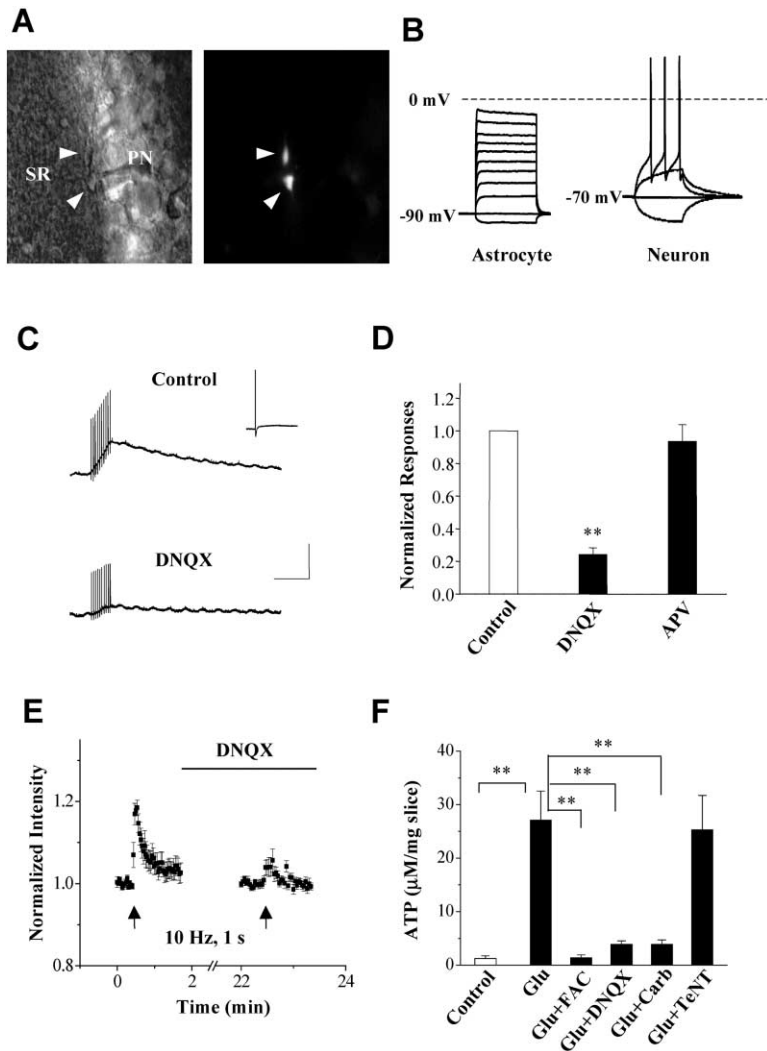 A
SR
PN
B
0 mV
-90 mV
-70 mV
Astrocyte
Neuron
C
Control
DNQX
D
Normalized Responses
1.2
1.0
0.8
0.6
0.4
0.2
0.0
**
Control
DNQX
APV
E
DNQX
Normalized Intensity
1.2
1.0
0.8
10 Hz, 1 s
0
2
22
24
Time (min)
F
ATP (μM/mg slice)
40
30
20
10
0
**
**
**
**
Control
Glu
Glu+FAC
Glu+DNQX
Glu+Carb
Glu+TeNT